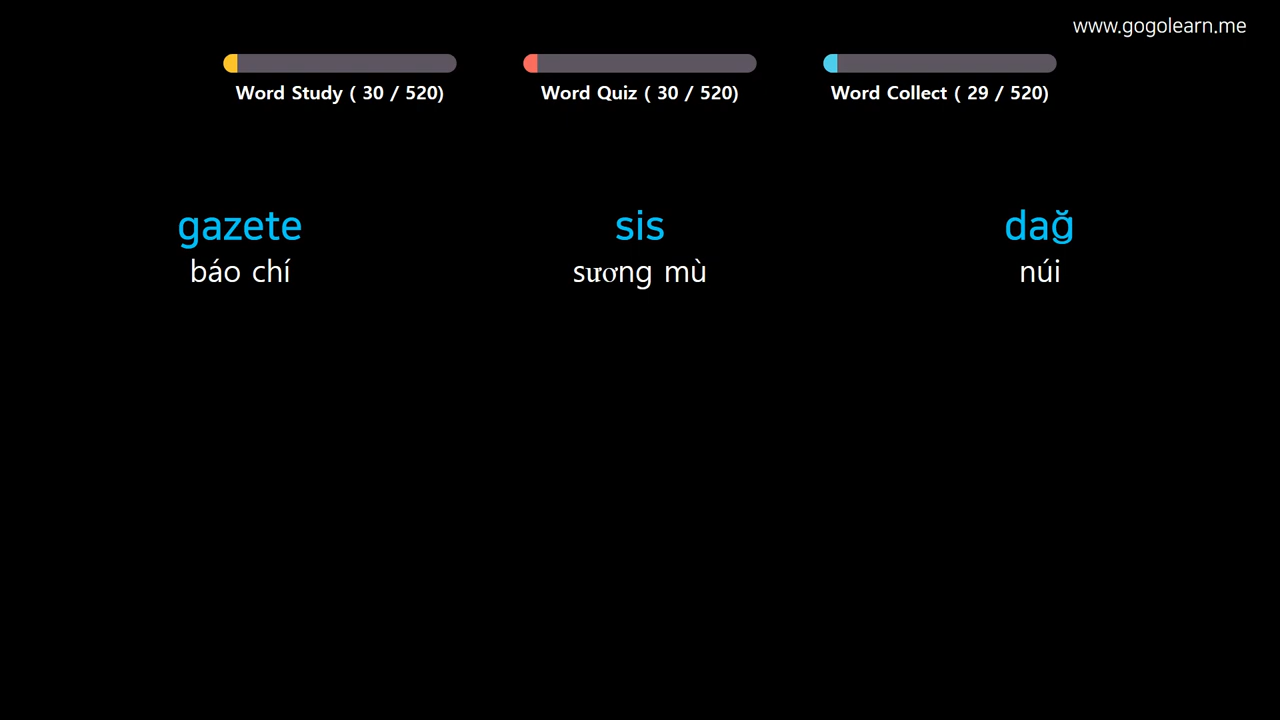 www.gogolearn.me
Word Study ( 30 / 520)
Word Quiz ( 30 / 520)
Word Collect ( 29 / 520)
gazete
báo chí
sis
sương mù
dağ
núi